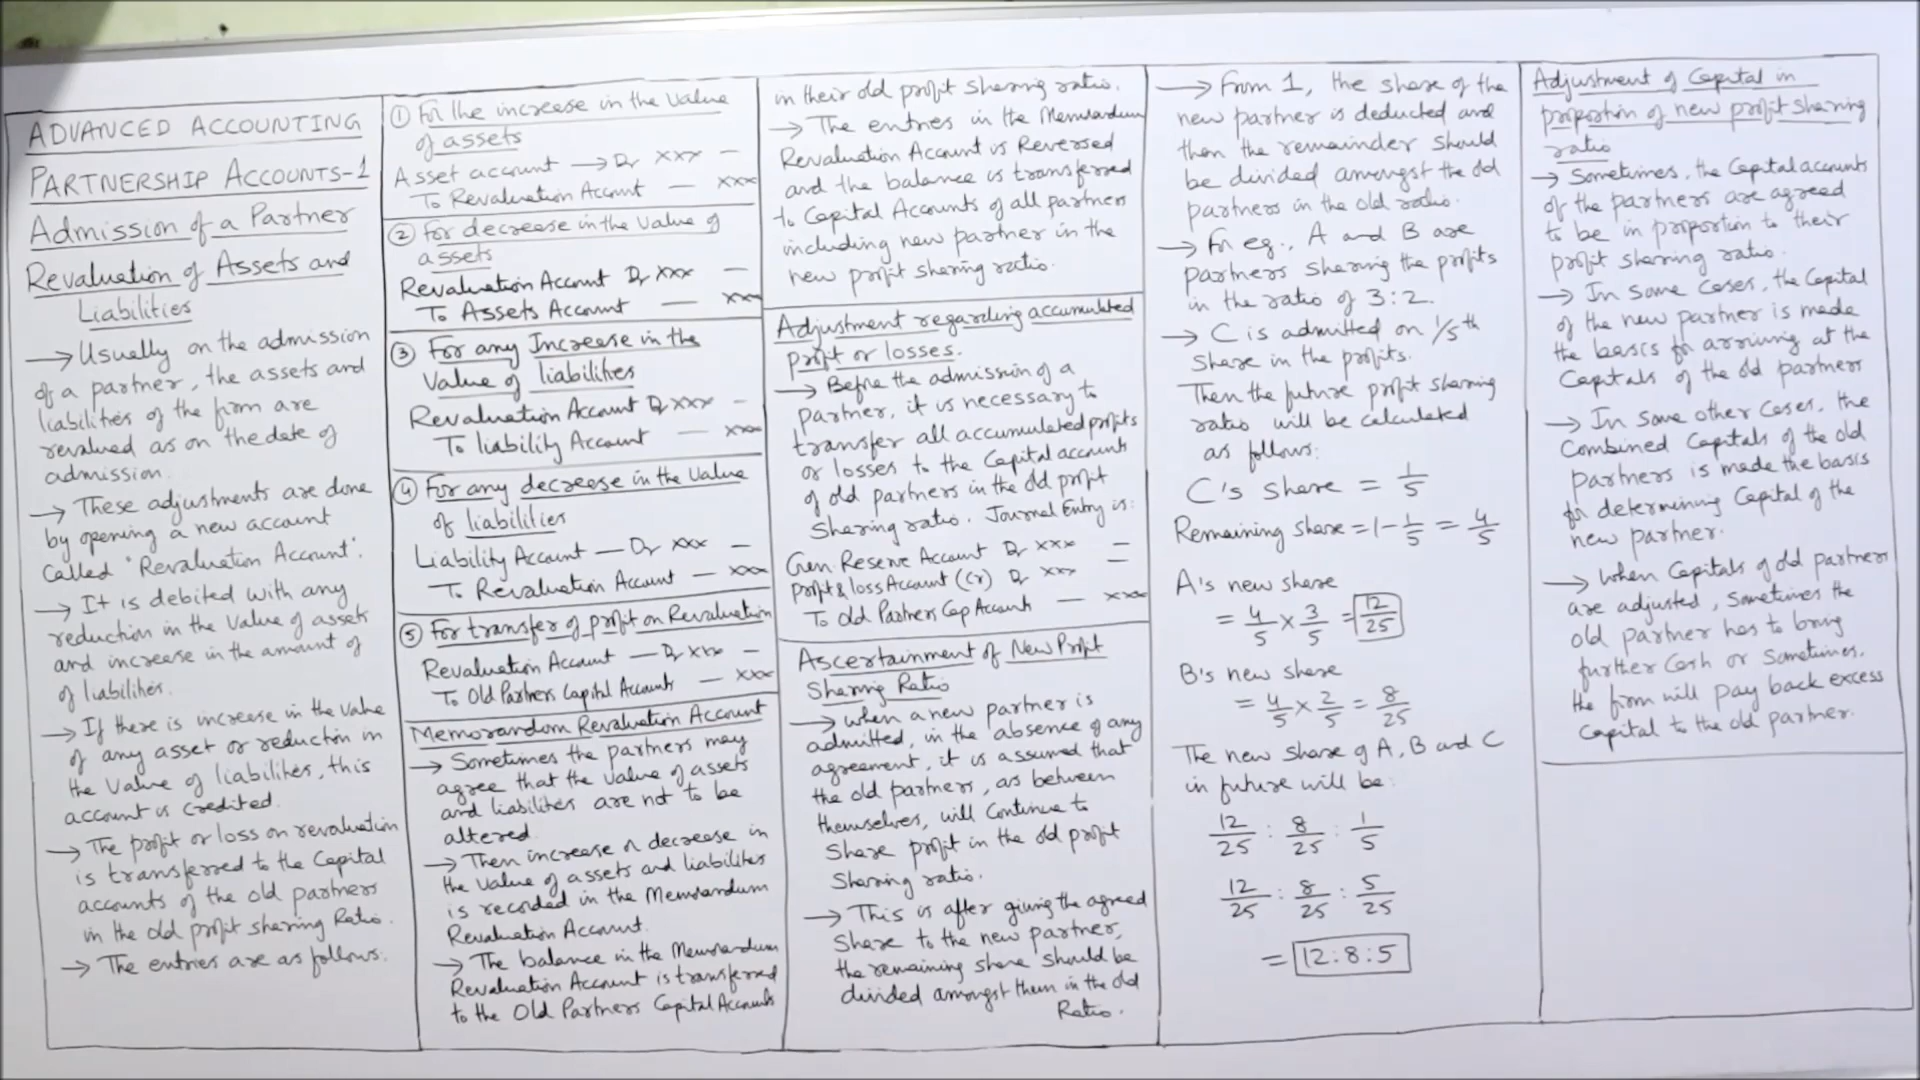 ADVANCED ACCOUNTING
PARTNERSHIP ACCOUNTS-1
Admission of a Partner
Revaluation of Assets and
Liabilities
→ Usually on the admission
of a partner, the assets and
liabilities of the firm are
revalued as on the date of
admission.
→ These adjustments are done
by opening a new account
called 'Revaluation Account'.
→ It is debited with any
reduction in the value of assets
and increase in the amount of
of liabilities.
→ If there is increase in the value
of any asset or reduction in
the value of liabilities, this
account is credited.
→ The profit or loss on revaluation
is transferred to the Capital
accounts of the old partners
in the old profit sharing Ratio.
→ The entries are as follows:
① For the increase in the value
of assets
Asset account → Dr xxx –
To Revaluation Account – xxx
② For decrease in the value of
assets
Revaluation Account Dr xxx –
To Assets Account – xxx
③ For any Increase in the
value of liabilities
Revaluation Account Dr xxx –
To liability Account – xxx
④ For any decrease in the value
of liabilities
Liability Account – Dr xxx –
To Revaluation Account – xxx
⑤ For transfer of profit on Revaluation
Revaluation Account – Dr xxx –
To Old Partners Capital Accounts – xxx
Memorandom Revaluation Account
→ Sometimes the partners may
agree that the value of assets
and liabilities are not to be
altered.
→ Then increase or decrease in
the value of assets and liabilities
is recorded in the Memorandum
Revaluation Account.
→ The balance in the Memorandum
Revaluation Account is transferred
to the Old Partners Capital Accounts
in their old profit sharing ratio.
→ The entries in the Memorandum
Revaluation Account is Reversed
and the balance is transferred
to Capital Accounts of all partners
including new partner in the
new profit sharing ratio.
Adjustment regarding accumulated
profit or losses.
→ Before the admission of a
partner, it is necessary to
transfer all accumulated profits
or losses to the Capital accounts
of old partners in the old profit
Sharing ratio. Journal Entry is:
Gen. Reserve Account Dr xxx –
profit & loss Account (Cr) Dr xxx –
To Old Partners Cap Account – xxx
Ascertainment of New Profit
Sharing Ratio
→ When a new partner is
admitted, in the absence of any
agreement, it is assumed that
the old partners, as between
themselves, will continue to
share profit in the old profit
Sharing ratio.
→ This is after giving the agreed
share to the new partner,
the remaining share should be
divided amongst them in the old
Ratio.
→ From 1, the share of the
new partner is deducted and
then the remainder should
be divided amongst the old
partners in the old ratio.
→ For eg., A and B are
partners sharing the profits
in the ratio of 3:2.
→ C is admitted on 1/5th
share in the profits.
Then the future profit sharing
ratio will be calculated
as follows:
C's share = 1/5
Remaining share = 1 - 1/5 = 4/5
A's new share
= 4/5 × 3/5 = 12/25
B's new share
= 4/5 × 2/5 = 8/25
The new share of A, B and C
in future will be:
12/25 : 8/25 : 1/5
12/25 : 8/25 : 5/25
= 12:8:5
Adjustment of Capital in
proportion of new profit sharing
ratio
→ Sometimes, the Capital accounts
of the partners are agreed
to be in proportion to their
profit sharing ratio.
→ In some cases, the Capital
of the new partner is made
the basis for arriving at the
Capitals of the old partners
→ In some other cases, the
Combined Capitals of the old
partners is made the basis
for determining Capital of the
new partner.
→ When Capitals of old partners
are adjusted, sometimes the
old partner has to bring
further Cash or Sometimes,
the firm will pay back excess
Capital to the old partner.